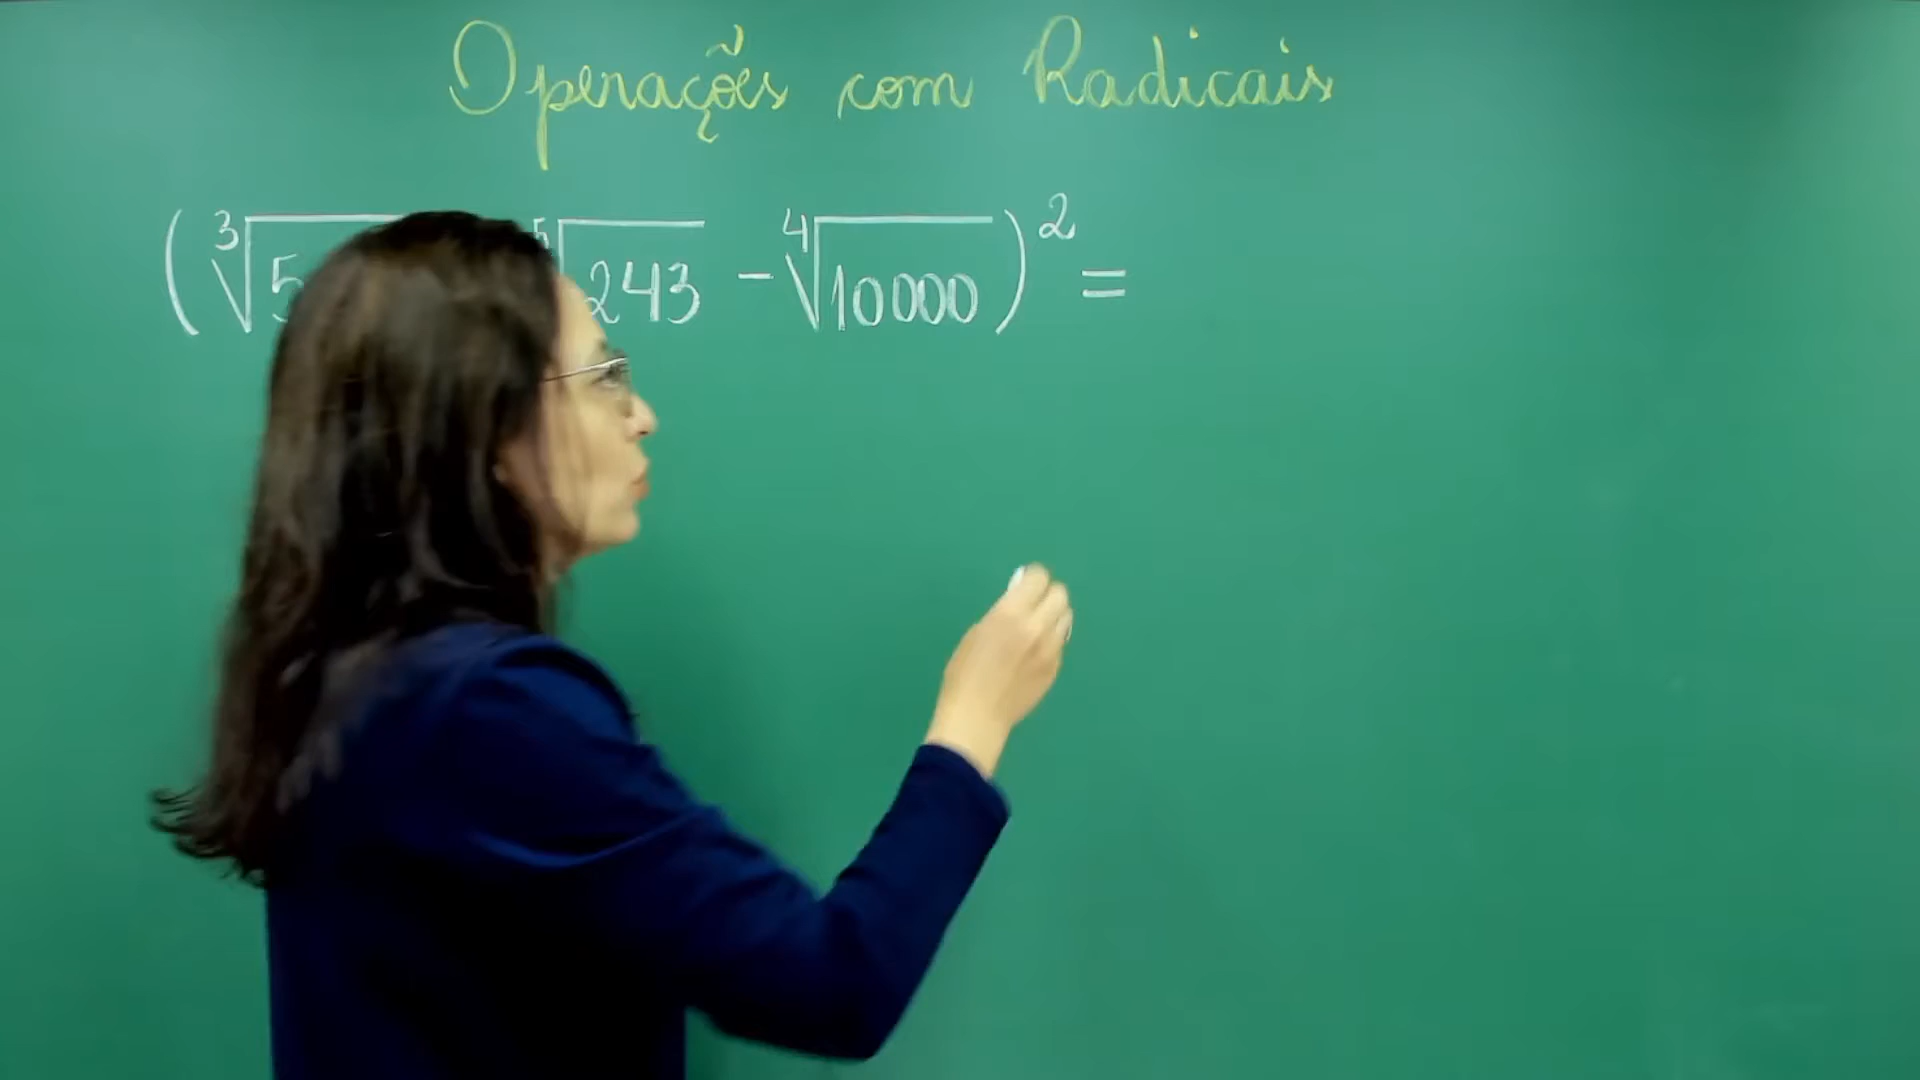 Operações com Radicais
(³√5 ⁵√243 - ⁴√10000)² =